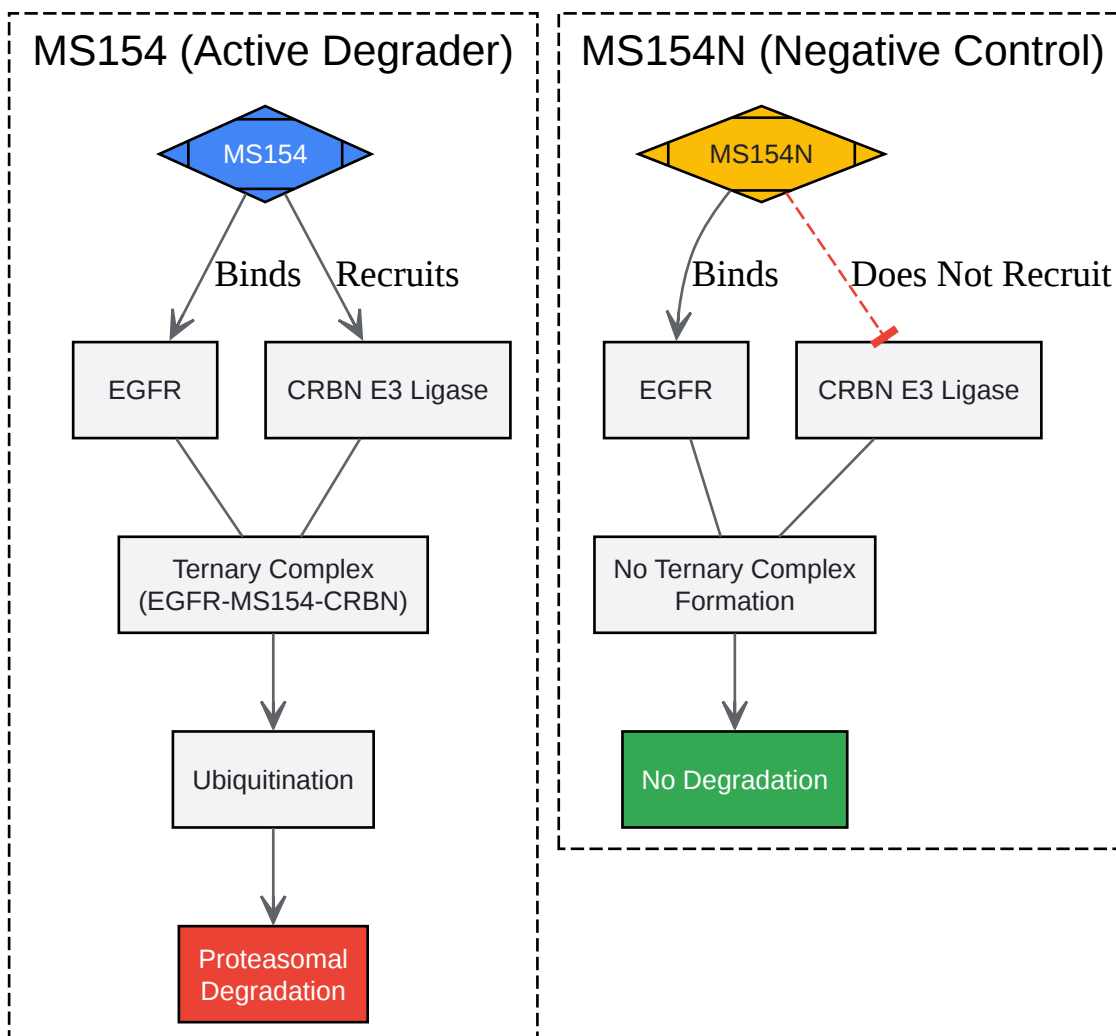 MS154 (Active Degrader)
MS154
Binds
Recruits
EGFR
CRBN E3 Ligase
Ternary Complex
(EGFR-MS154-CRBN)
Ubiquitination
Proteasomal
Degradation
MS154N (Negative Control)
MS154N
Binds
Does Not Recruit
EGFR
CRBN E3 Ligase
No Ternary Complex
Formation
No Degradation